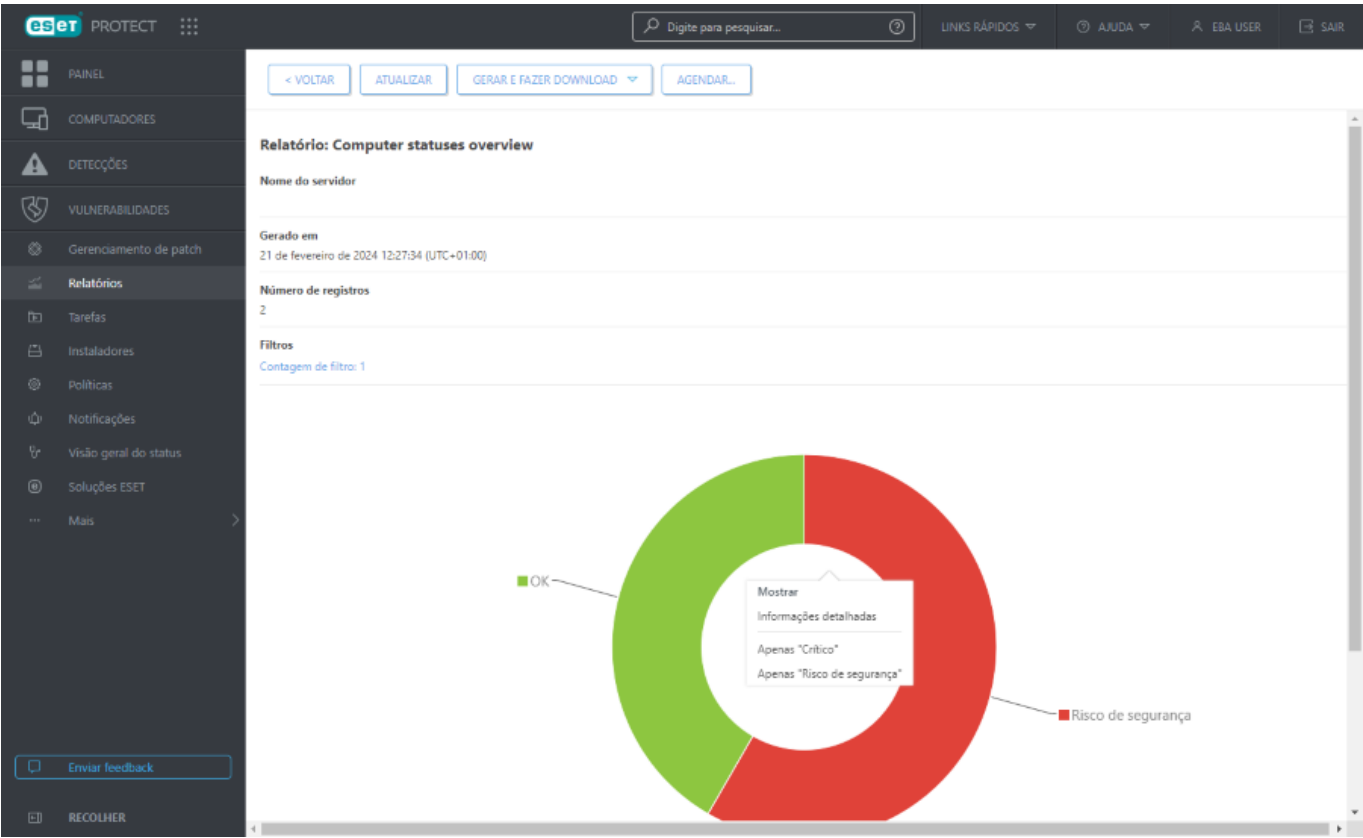 eset PROTECT
Digite para pesquisar...
LINKS RÁPIDOS
AJUDA
EBA USER
SAIR
PAINEL
COMPUTADORES
DETECÇÕES
VULNERABILIDADES
Gerenciamento de patch
Relatórios
Tarefas
Instaladores
Políticas
Notificações
Visão geral do status
Soluções ESET
Mais
Enviar feedback
RECOLHER
< VOLTAR
ATUALIZAR
GERAR E FAZER DOWNLOAD
AGENDAR...
Relatório: Computer statuses overview
Nome do servidor
Gerado em
21 de fevereiro de 2024 12:27:34 (UTC+01:00)
Número de registros
2
Filtros
Contagem de filtro: 1
OK
Mostrar
Informações detalhadas
Apenas "Crítico"
Apenas "Risco de segurança"
Risco de segurança